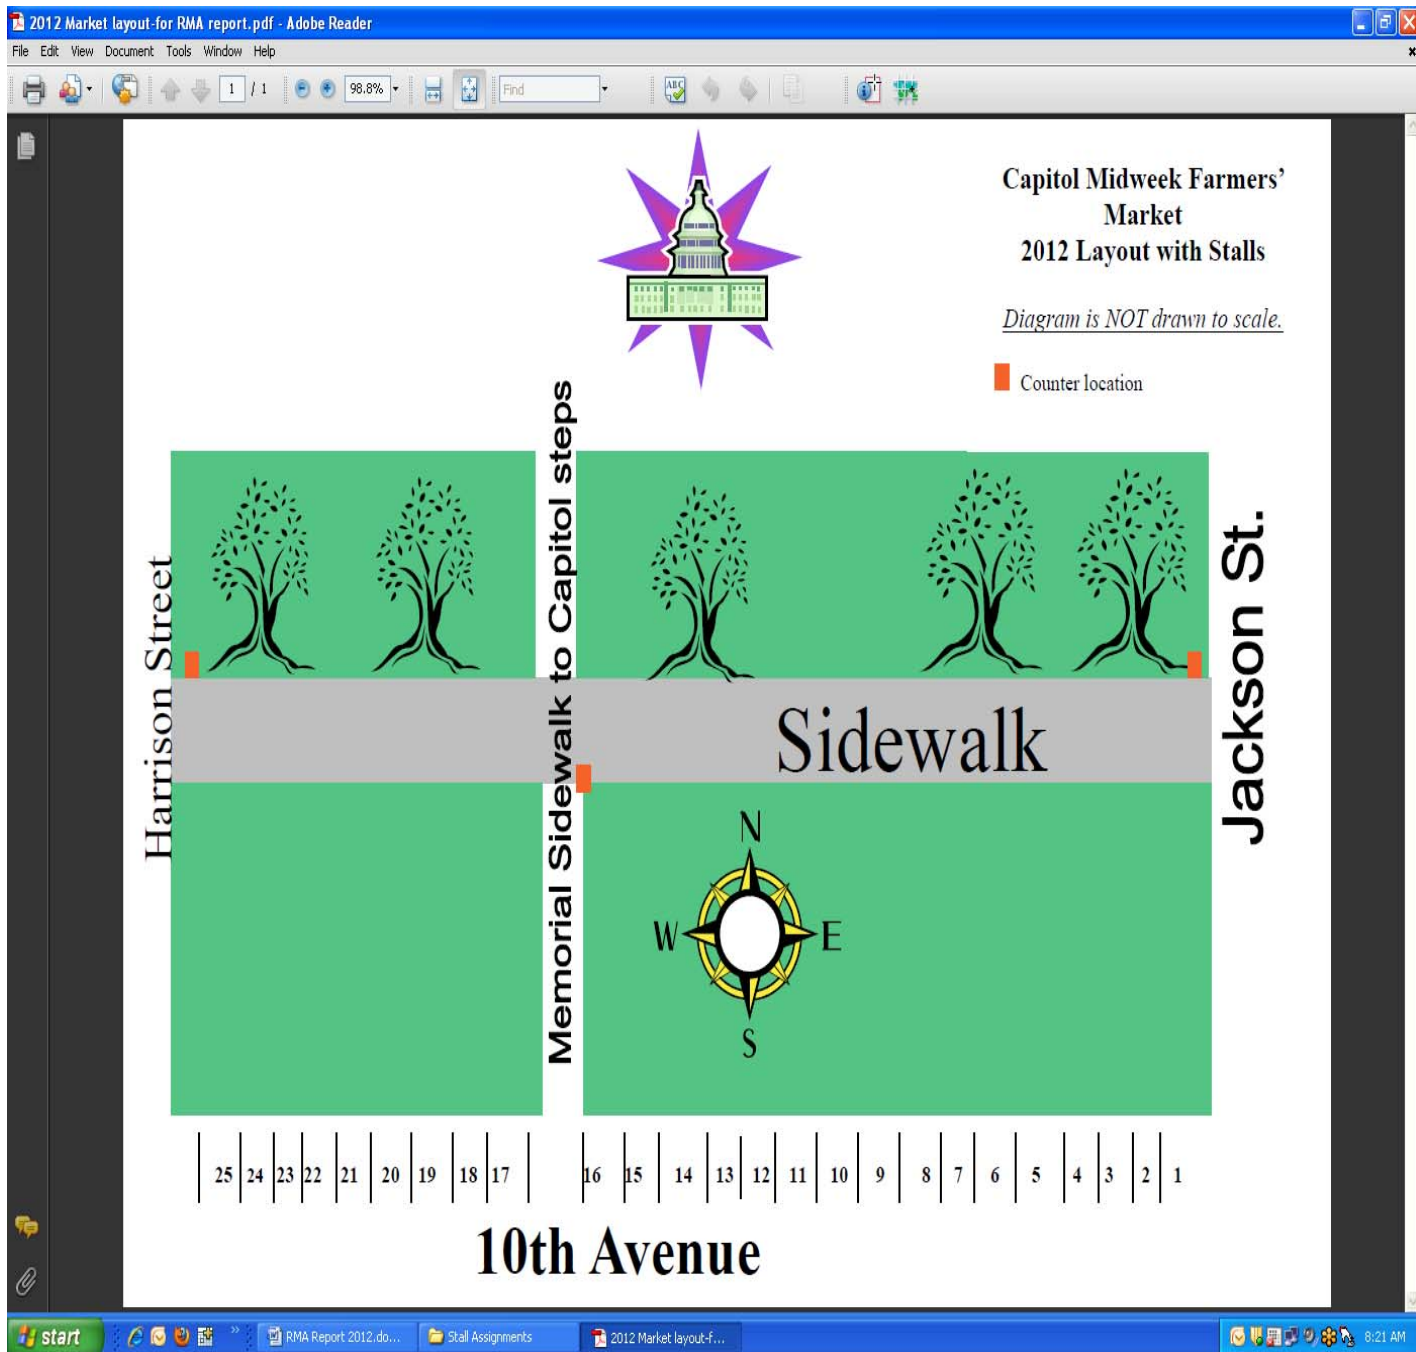 2012 Market layout-for RMA report.pdf - Adobe Reader
File Edit View Document Tools Window Help
1 / 1 98.8% Find
ABC
Capitol Midweek Farmers'
Market
2012 Layout with Stalls
Diagram is NOT drawn to scale.
Counter location
Harrison Street
Memorial Sidewalk to Capitol steps
Jackson St.
Sidewalk
N
W E
S
25 24 23 22 21 20 19 18 17 16 15 14 13 12 11 10 9 8 7 6 5 4 3 2 1
10th Avenue
start RMA Report 2012.do... Stall Assignments 2012 Market layout-f... 8:21 AM